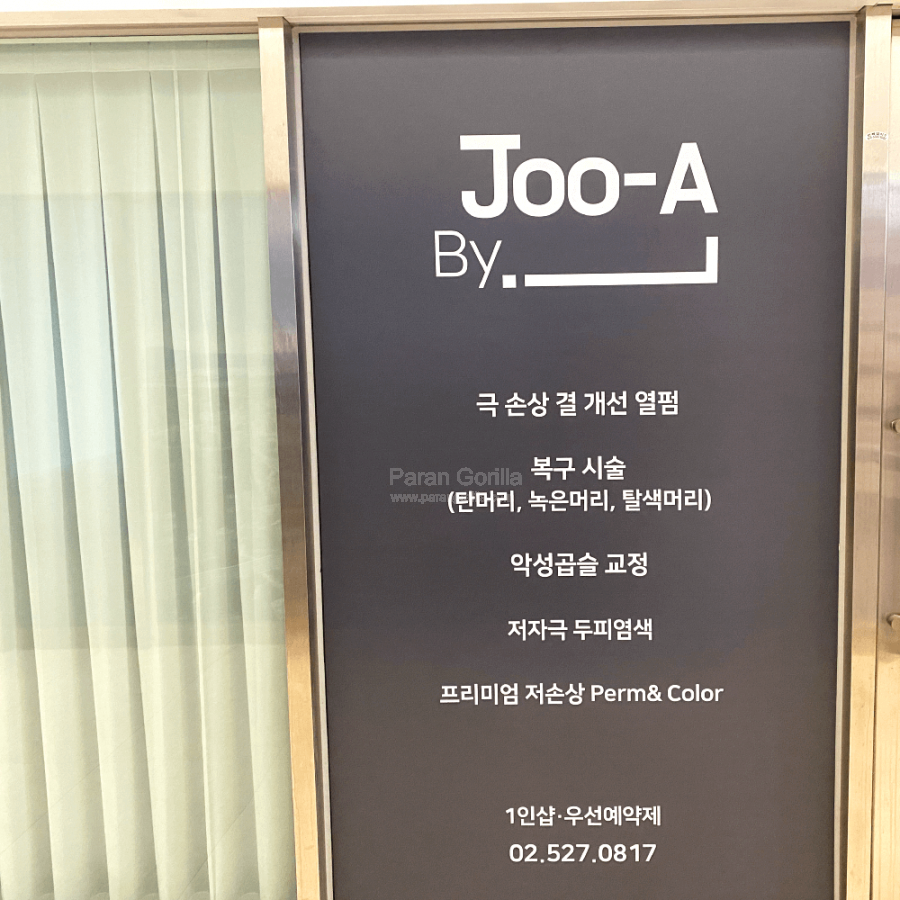 Joo-A
By.
극 손상 결 개선 열펌
복구 시술
Paran Gorilla
(탄머리, 녹은머리, 탈색머리)
악성곱슬 교정
저자극 두피염색
프리미엄 저손상 Perm& Color
1인샵·우선예약제
02.527.0817